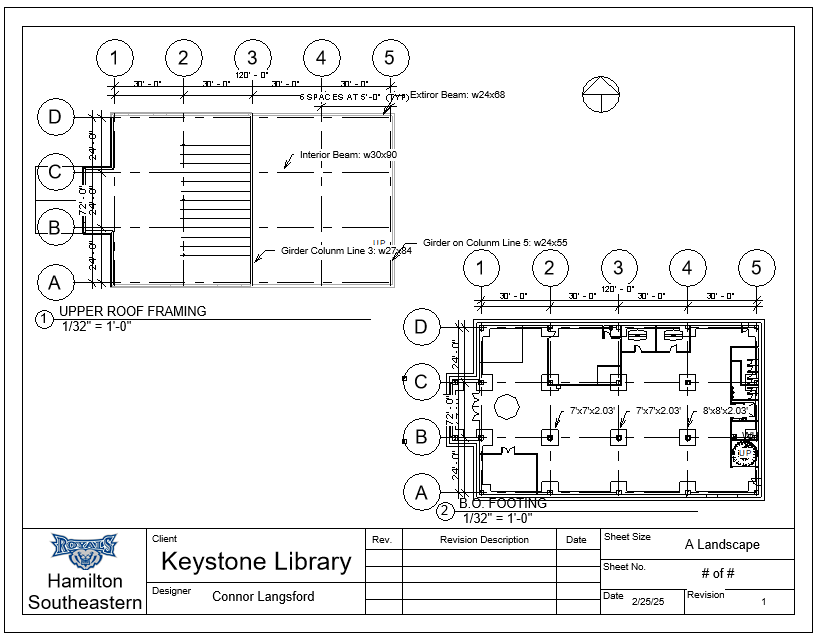 1 2 3 4 5
120' - 0"
30' - 0" 30' - 0" 30' - 0" 30' - 0"
6 SPACES AT 5'-0" (TYP)
Extiror Beam: w24x68
D
24' - 0"
Interior Beam: w30x90
C
72' - 0"
24' - 0"
B
UP
Girder Colunm Line 3: w27x84
Girder on Colunm Line 5: w24x55
24' - 0"
A
1 UPPER ROOF FRAMING
1/32" = 1'-0"
1 2 3 4 5
120' - 0"
30' - 0" 30' - 0" 30' - 0" 30' - 0"
D
24' - 0"
C
72' - 0"
7'x7'x2.03' 7'x7'x2.03' 8'x8'x2.03'
B
UP
24' - 0"
A
2 B.O. FOOTING
1/32" = 1'-0"
ROYALS
Hamilton
Southeastern
Client
Keystone Library
Designer
Connor Langsford
Rev. Revision Description Date
Sheet Size
A Landscape
Sheet No.
# of #
Date
2/25/25
Revision
1